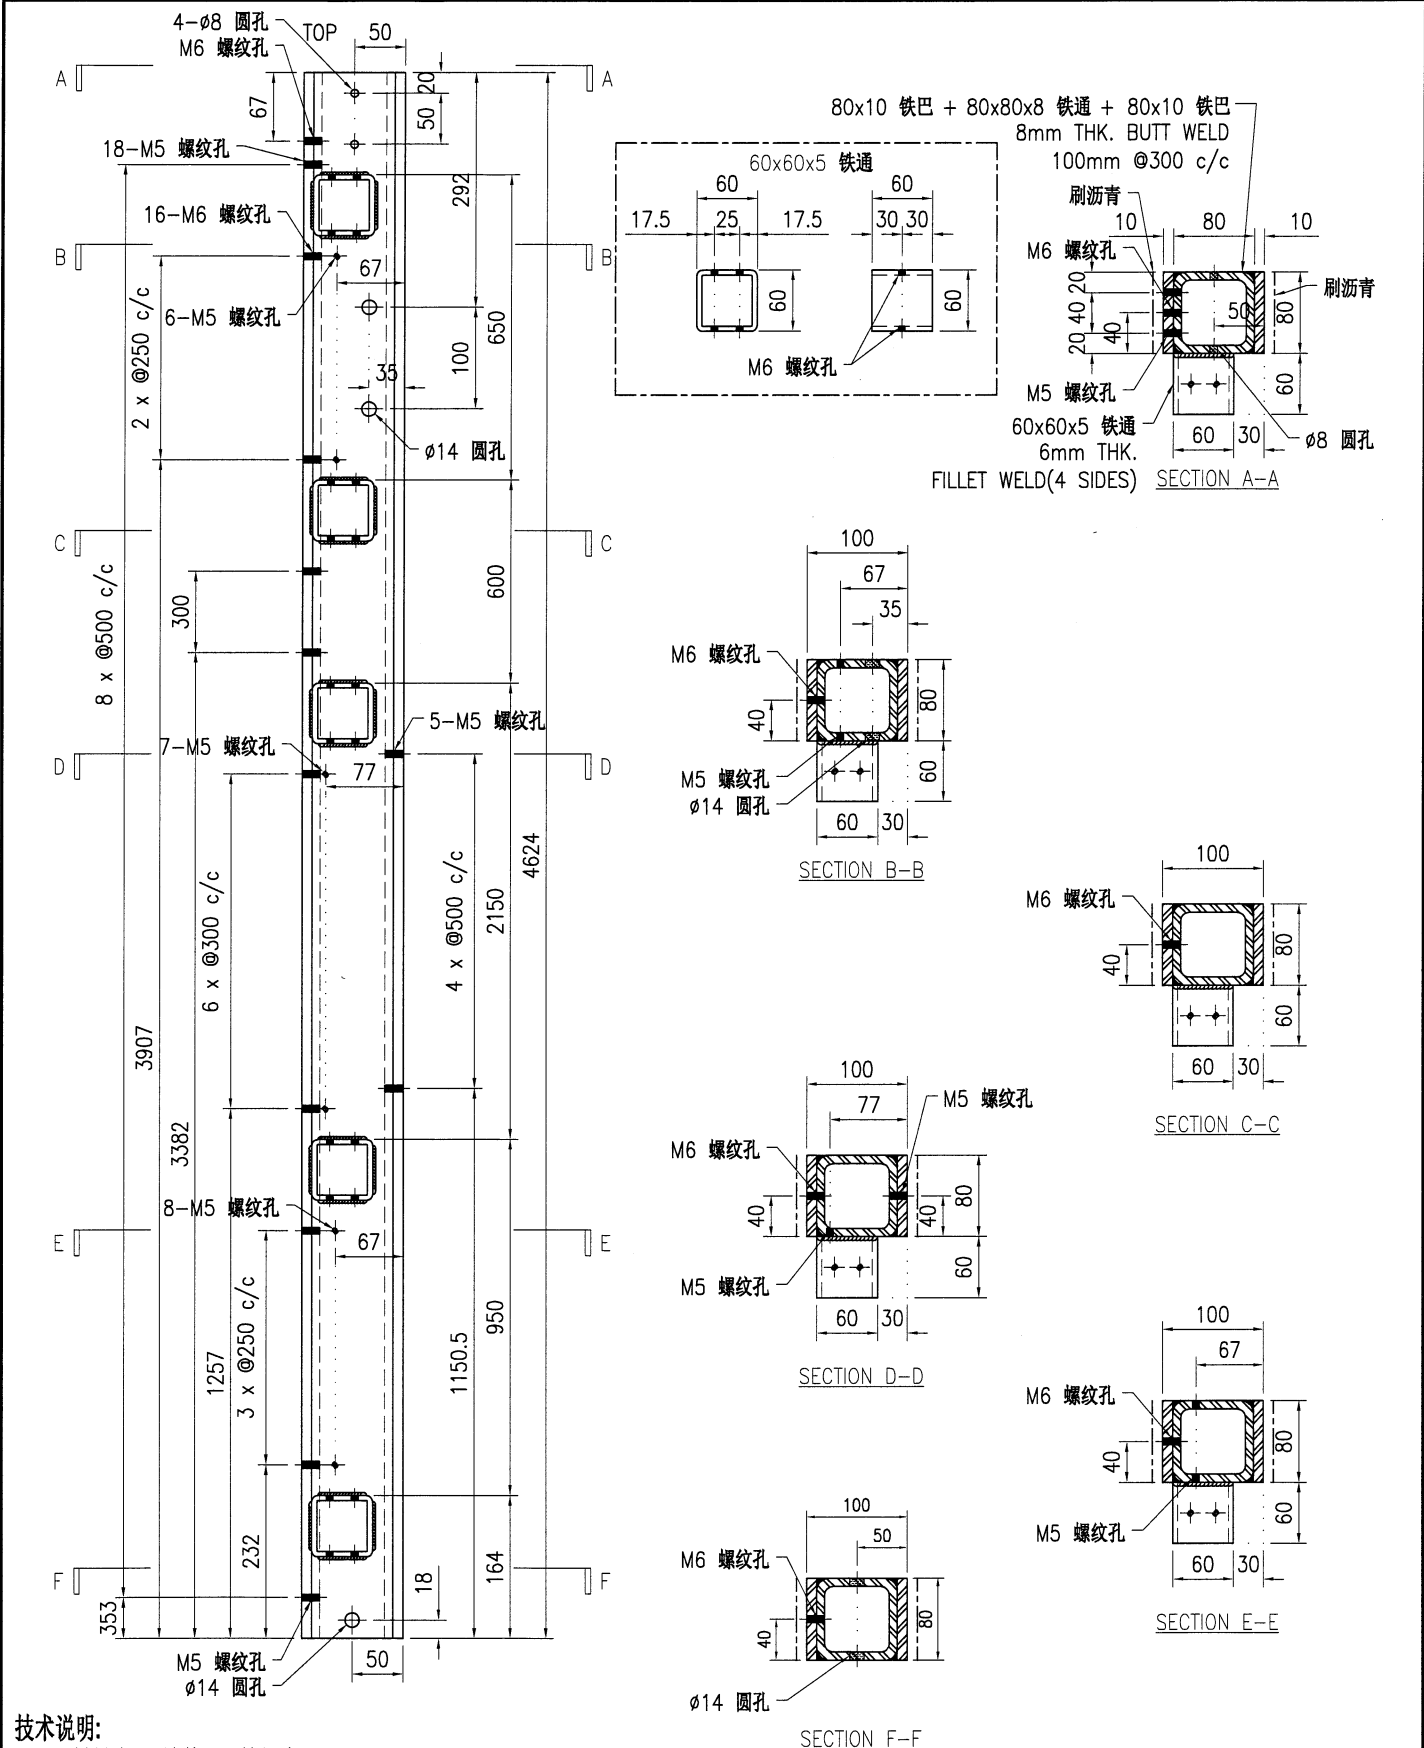 4-ø8 圆孔
TOP
50
M6 螺纹孔
A
A
67
20
50
18-M5 螺纹孔
292
16-M6 螺纹孔
B
B
67
6-M5 螺纹孔
2 x @250 c/c
650
100
35
ø14 圆孔
C
C
8 x @500 c/c
300
600
5-M5 螺纹孔
7-M5 螺纹孔
D
D
77
4624
6 x @300 c/c
4 x @500 c/c
2150
3907
3382
8-M5 螺纹孔
E
E
67
3 x @250 c/c
1257
1150.5
950
232
164
F
F
18
353
M5 螺纹孔
ø14 圆孔
50
60x60x5 铁通
60
60
17.5
25
17.5
30
30
60
60
M6 螺纹孔
80x10 铁巴 + 80x80x8 铁通 + 80x10 铁巴
8mm THK. BUTT WELD
100mm @300 c/c
刷沥青
10
80
10
M6 螺纹孔
刷沥青
20
40
20
40
50
80
60
M5 螺纹孔
60x60x5 铁通
60
30
ø8 圆孔
6mm THK.
FILLET WELD(4 SIDES)
SECTION A-A
100
67
35
M6 螺纹孔
40
80
60
M5 螺纹孔
ø14 圆孔
60
30
SECTION B-B
100
M6 螺纹孔
40
80
60
60
30
SECTION C-C
100
77
M5 螺纹孔
M6 螺纹孔
40
40
80
60
M5 螺纹孔
60
30
SECTION D-D
100
67
M6 螺纹孔
40
80
60
M5 螺纹孔
60
30
SECTION E-E
100
50
M6 螺纹孔
40
80
ø14 圆孔
SECTION F-F
技术说明: